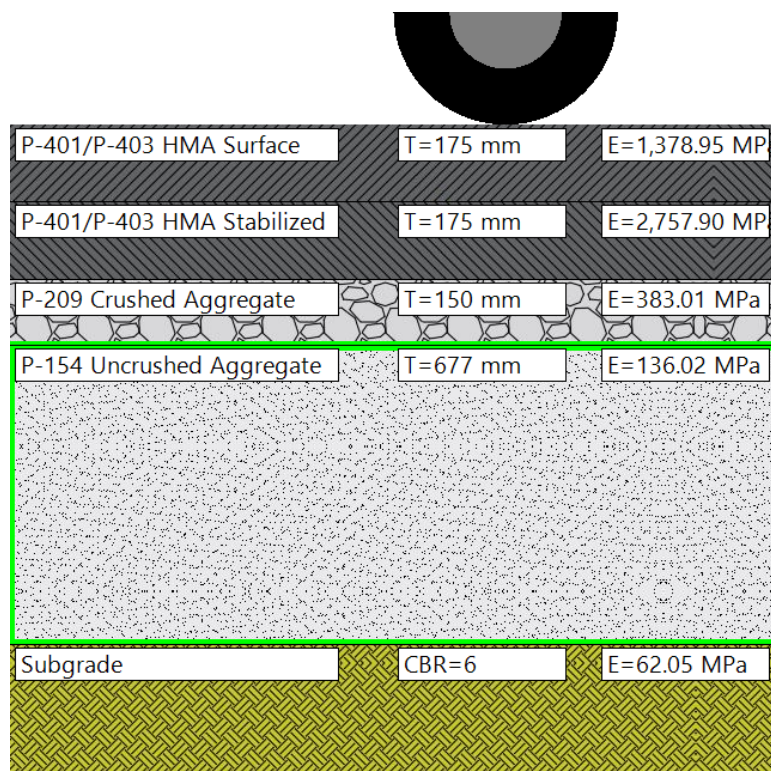 P-401/P-403 HMA Surface T=175 mm E=1,378.95 MPa
P-401/P-403 HMA Stabilized T=175 mm E=2,757.90 MPa
P-209 Crushed Aggregate T=150 mm E=383.01 MPa
P-154 Uncrushed Aggregate T=677 mm E=136.02 MPa
Subgrade CBR=6 E=62.05 MPa